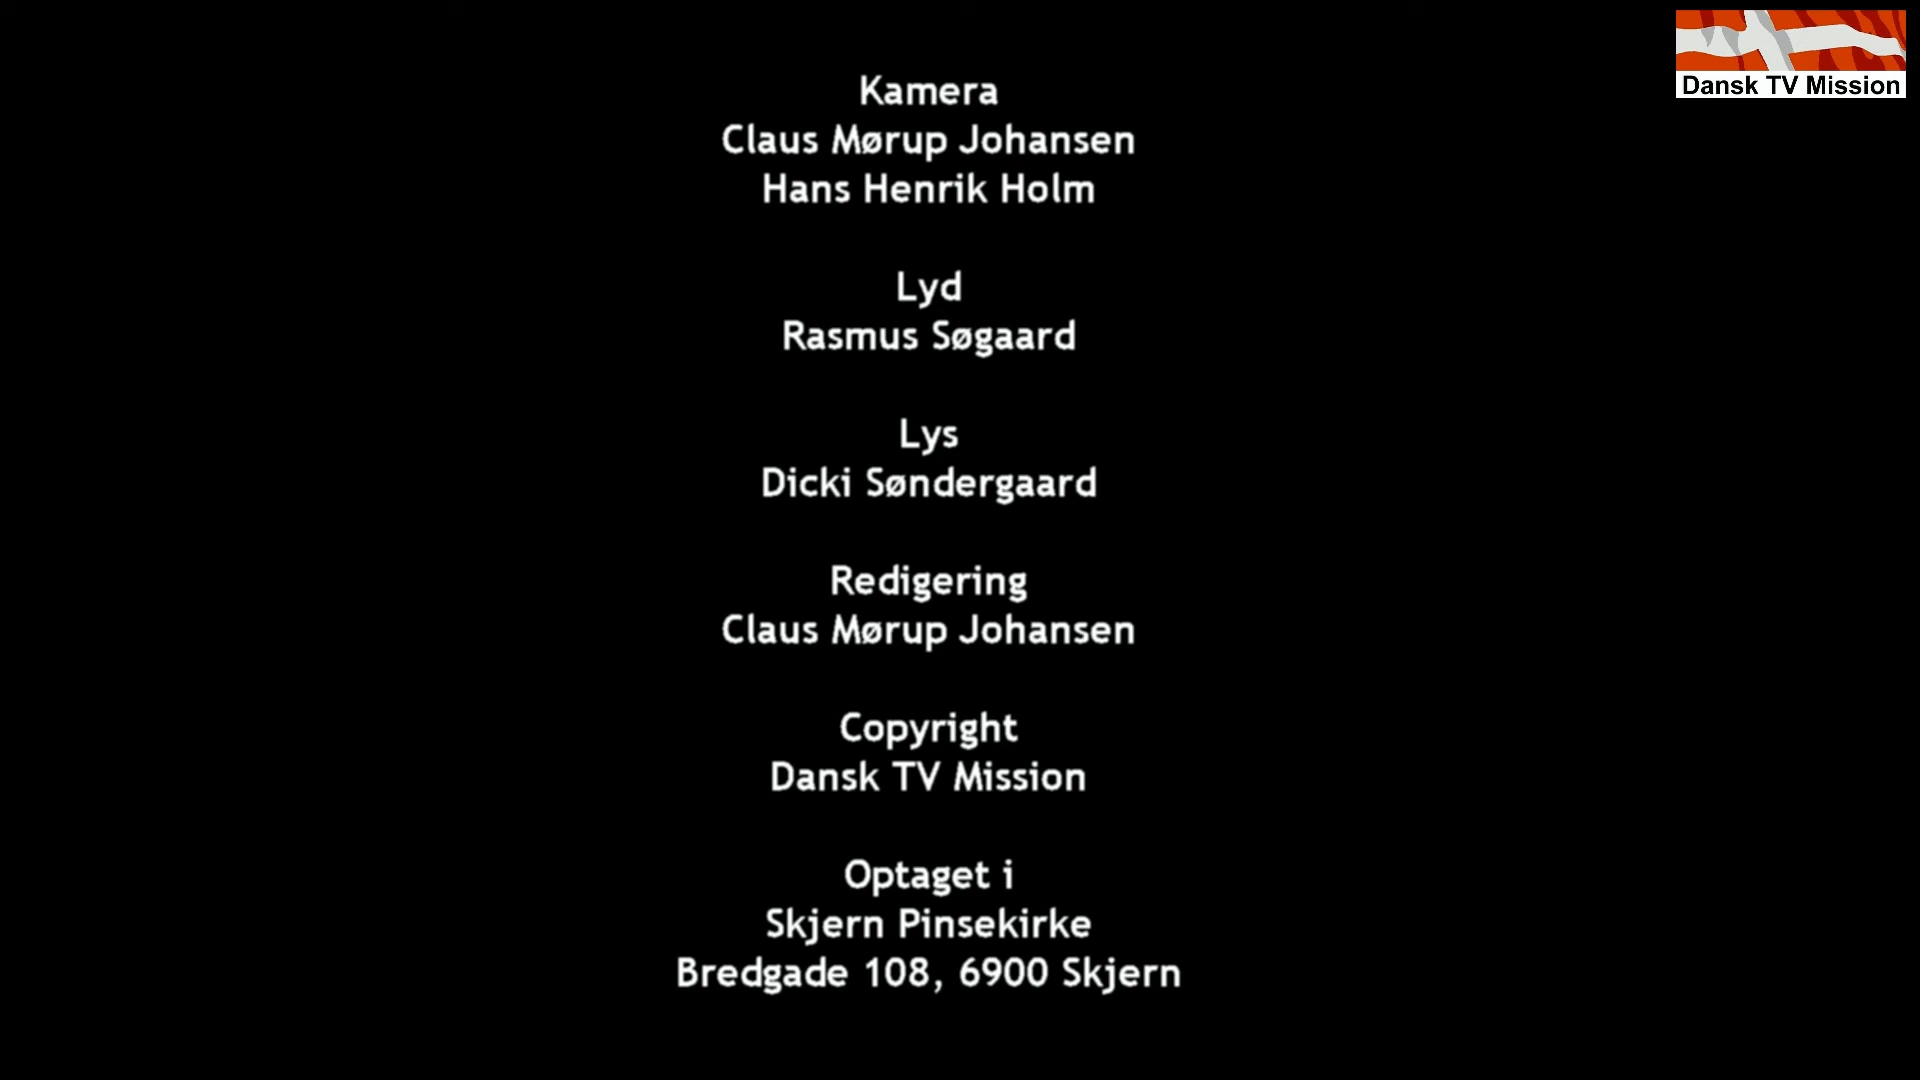 Dansk TV Mission
Kamera
Claus Mørup Johansen
Hans Henrik Holm
Lyd
Rasmus Søgaard
Lys
Dicki Søndergaard
Redigering
Claus Mørup Johansen
Copyright
Dansk TV Mission
Optaget i
Skjern Pinsekirke
Bredgade 108, 6900 Skjern